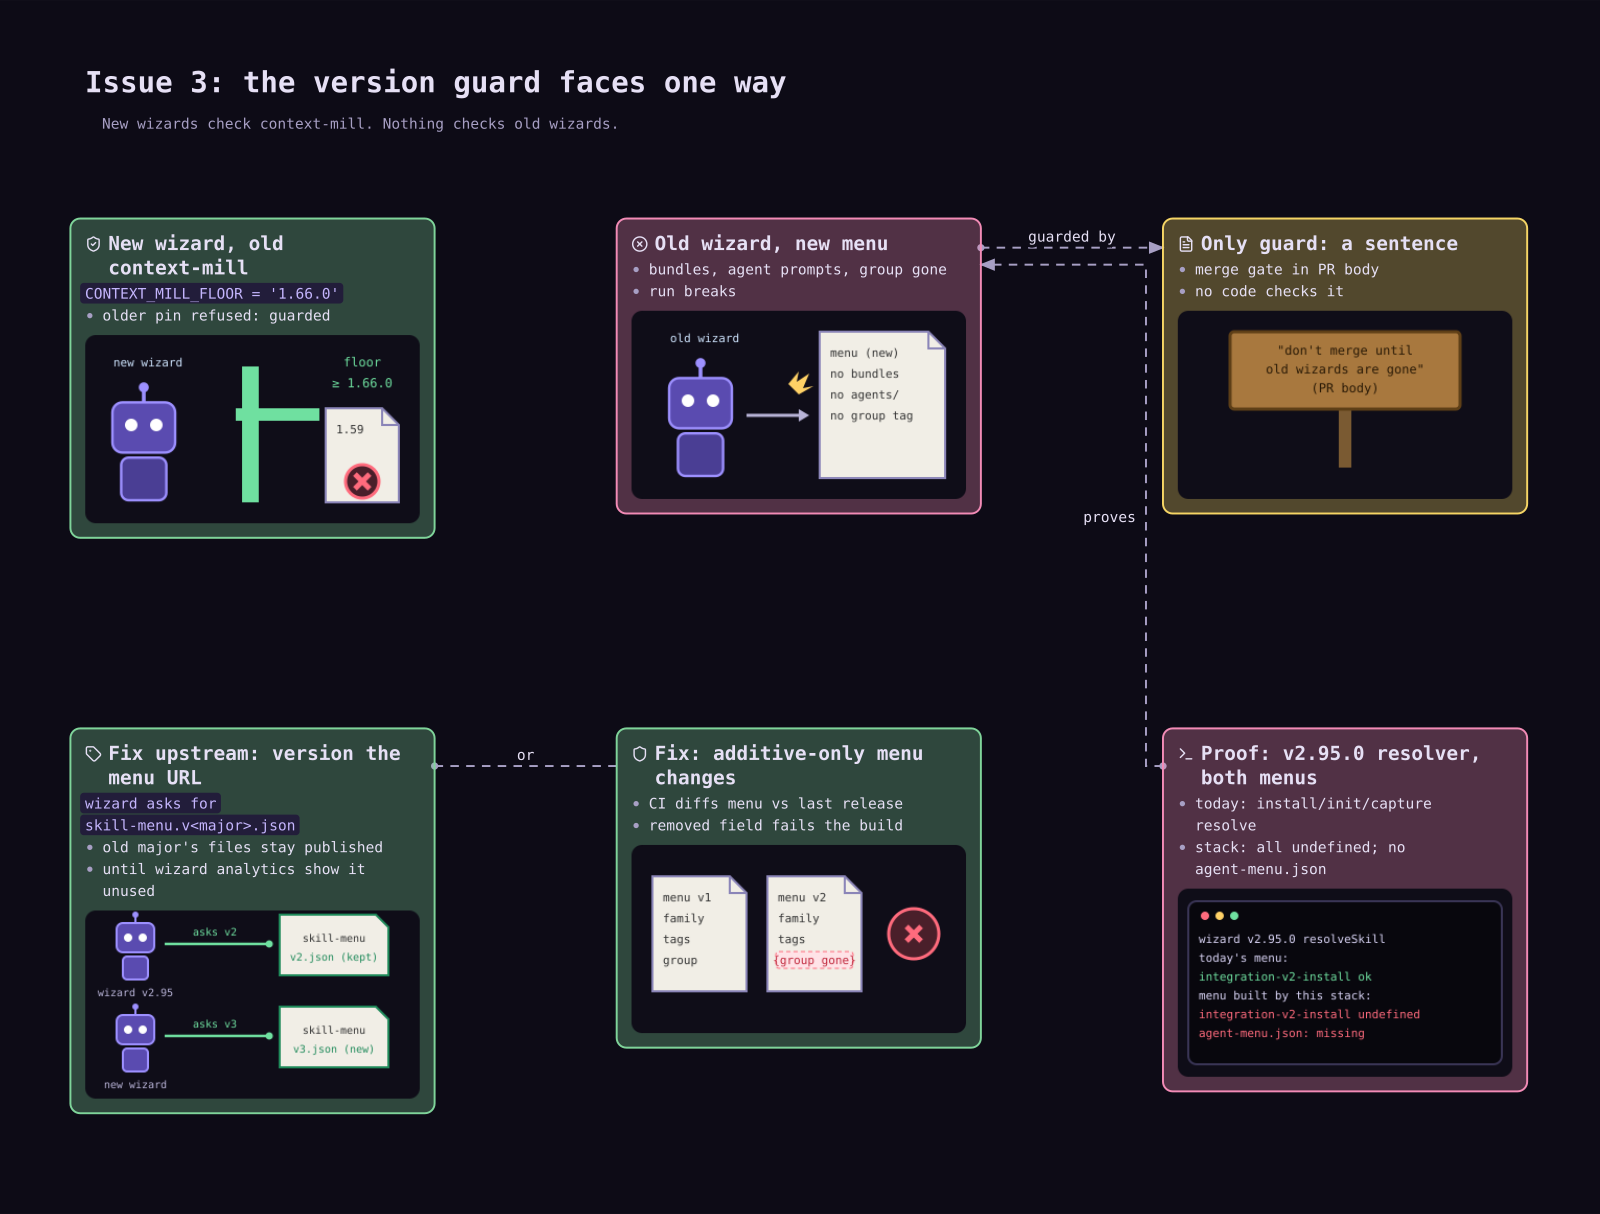 Issue 3: the version guard faces one way
New wizards check context-mill. Nothing checks old wizards.
New wizard, old
context-mill
CONTEXT_MILL_FLOOR = '1.66.0'
older pin refused: guarded
new wizard
floor
≥ 1.66.0
1.59
Old wizard, new menu
bundles, agent prompts, group gone
run breaks
old wizard
menu (new)
no bundles
no agents/
no group tag
guarded by
Only guard: a sentence
merge gate in PR body
no code checks it
"don't merge until
old wizards are gone"
(PR body)
proves
Fix upstream: version the
menu URL
wizard asks for
skill-menu.v<major>.json
old major's files stay published
until wizard analytics show it
unused
asks v2
skill-menu
v2.json (kept)
wizard v2.95
asks v3
skill-menu
v3.json (new)
new wizard
or
Fix: additive-only menu
changes
CI diffs menu vs last release
removed field fails the build
menu v1
family
tags
group
menu v2
family
tags
{group gone}
Proof: v2.95.0 resolver,
both menus
today: install/init/capture
resolve
stack: all undefined; no
agent-menu.json
wizard v2.95.0 resolveSkill
today's menu:
integration-v2-install ok
menu built by this stack:
integration-v2-install undefined
agent-menu.json: missing